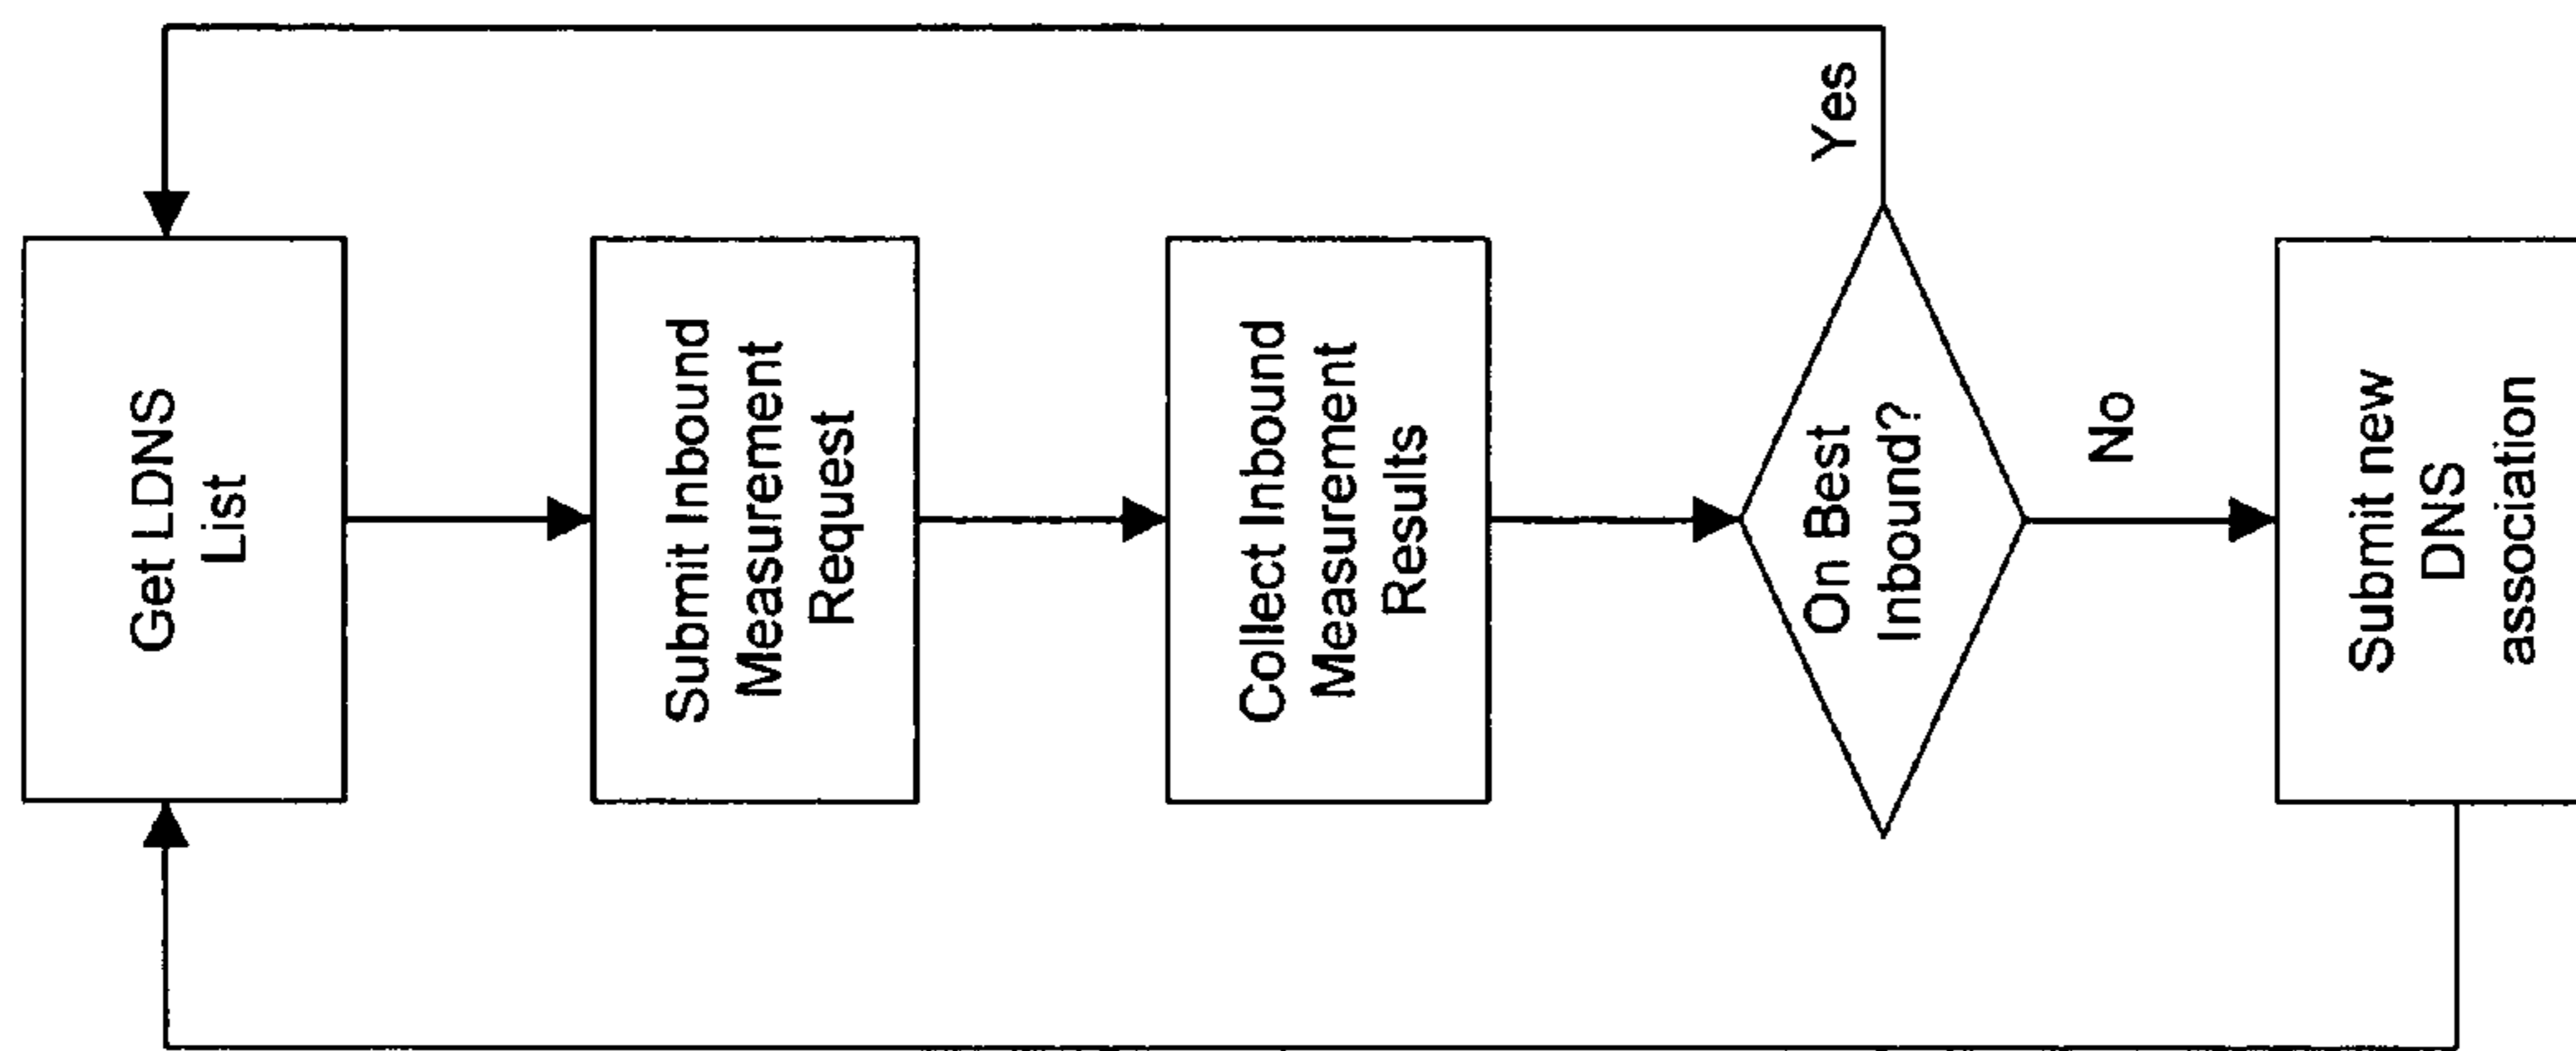 Get LDNS
List
Submit Inbound
Measurement
Request
Collect Inbound
Measurement
Results
On Best
Inbound?
Yes
No
Submit new
DNS
association